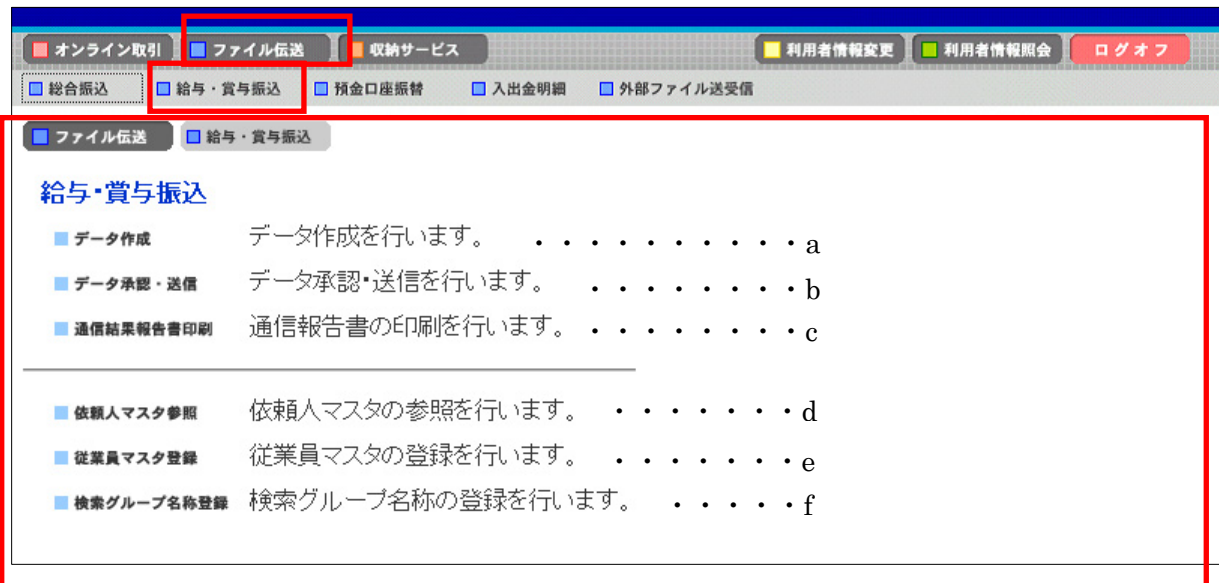 オンライン取引 ファイル伝送 収納サービス 利用者情報変更 利用者情報照会 ログオフ
総合振込 給与・賞与振込 預金口座振替 入出金明細 外部ファイル送受信
ファイル伝送 給与・賞与振込
給与・賞与振込
データ作成 データ作成を行います。 ・・・・・・・・・・a
データ承認・送信 データ承認・送信を行います。 ・・・・・・・・b
通信結果報告書印刷 通信報告書の印刷を行います。 ・・・・・・・・c
依頼人マスタ参照 依頼人マスタの参照を行います。 ・・・・・・・d
従業員マスタ登録 従業員マスタの登録を行います。 ・・・・・・・e
検索グループ名称登録 検索グループ名称の登録を行います。 ・・・・・f